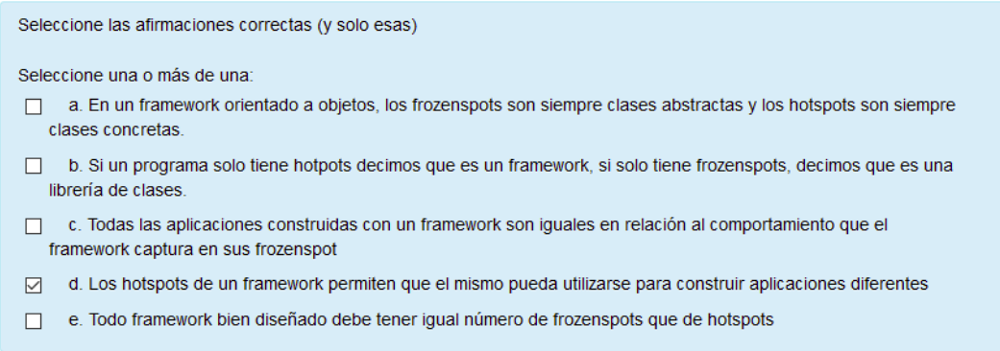 Seleccione las afirmaciones correctas (y solo esas)
Seleccione una o más de una:
a. En un framework orientado a objetos, los frozenspots son siempre clases abstractas y los hotspots son siempre
clases concretas.
b. Si un programa solo tiene hotpots decimos que es un framework, si solo tiene frozenspots, decimos que es una
librería de clases.
c. Todas las aplicaciones construidas con un framework son iguales en relación al comportamiento que el
framework captura en sus frozenspot
d. Los hotspots de un framework permiten que el mismo pueda utilizarse para construir aplicaciones diferentes
e. Todo framework bien diseñado debe tener igual número de frozenspots que de hotspots